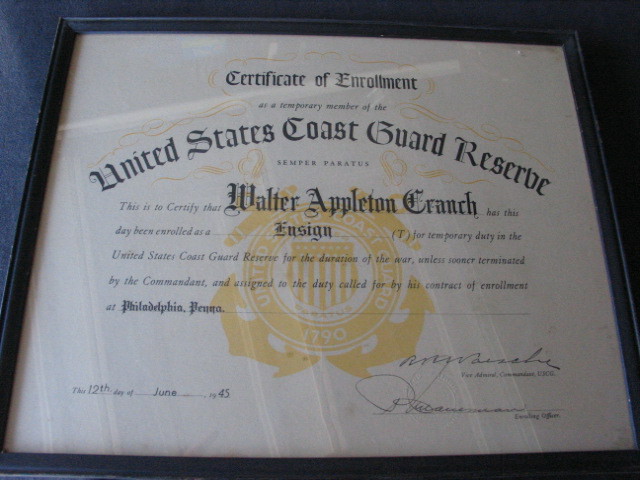 Certificate of Enrollment
as a temporary member of the
United States Coast Guard Reserve
SEMPER PARATUS
This is to Certify that Walter Appleton Cranch has this
day been enrolled as a Ensign (T) for temporary duty in the
United States Coast Guard Reserve for the duration of the war, unless sooner terminated
by the Commandant, and assigned to the duty called for by his contract of enrollment
at Philadelphia, Penna.
UNITED STATES COAST GUARD
1790
Vice Admiral, Commandant, USCG.
This 12th day of June 1945
Enrolling Officer.